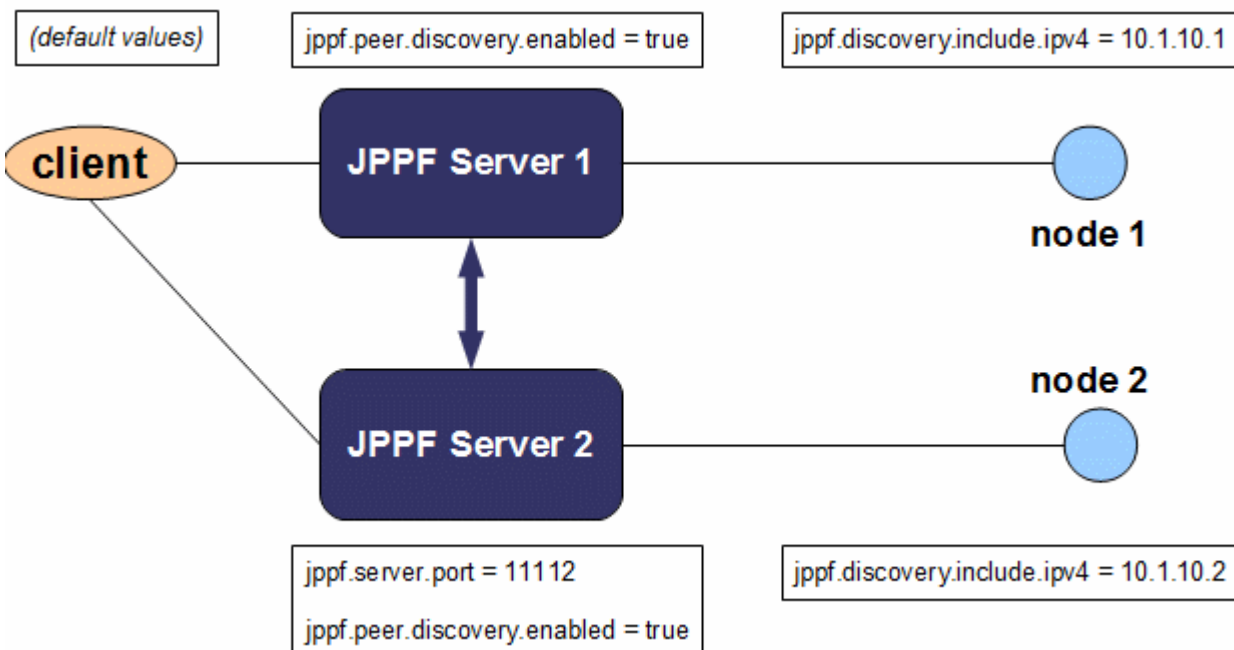 (default values)
jppf.peer.discovery.enabled = true
jppf.discovery.include.ipv4 = 10.1.10.1
client
JPPF Server 1
node 1
node 2
JPPF Server 2
jppf.server.port = 11112
jppf.peer.discovery.enabled = true
jppf.discovery.include.ipv4 = 10.1.10.2